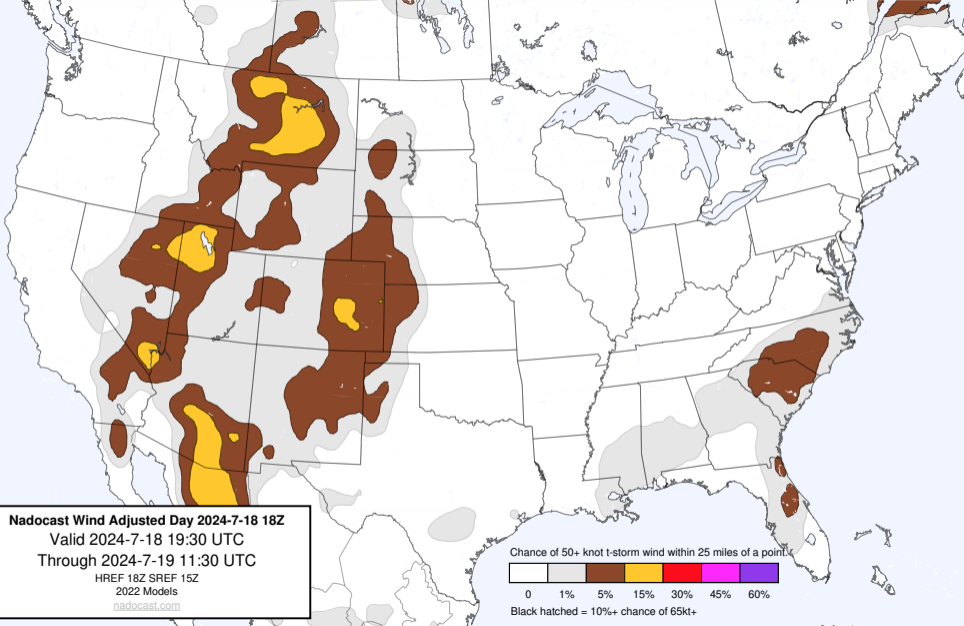 Nadocast Wind Adjusted Day 2024-7-18 18Z
Valid 2024-7-18 19:30 UTC
Through 2024-7-19 11:30 UTC
HREF 18Z SREF 15Z
2022 Models
nadocast.com
Chance of 50+ knot t-storm wind within 25 miles of a point.
0 1% 5% 15% 30% 45% 60%
Black hatched = 10%+ chance of 65kt+